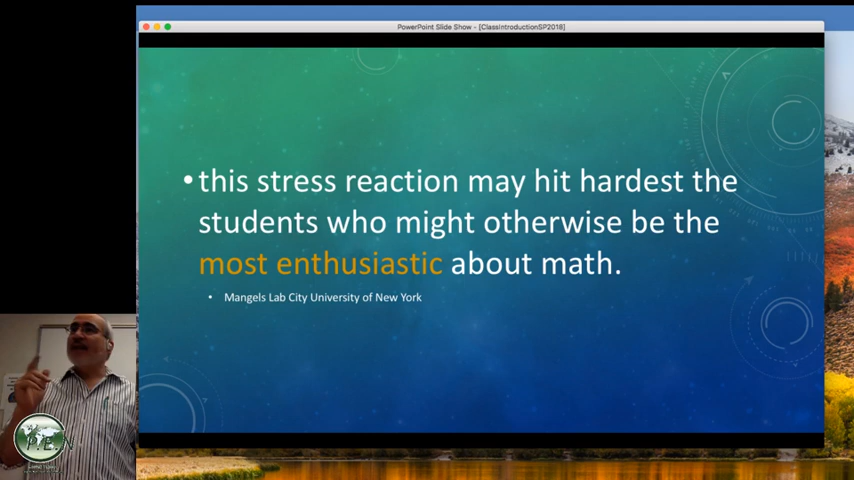 PowerPoint Slide Show - [ClassIntroductionSP2018]
• this stress reaction may hit hardest the
students who might otherwise be the
most enthusiastic about math.
• Mangels Lab City University of New York
P.E.N